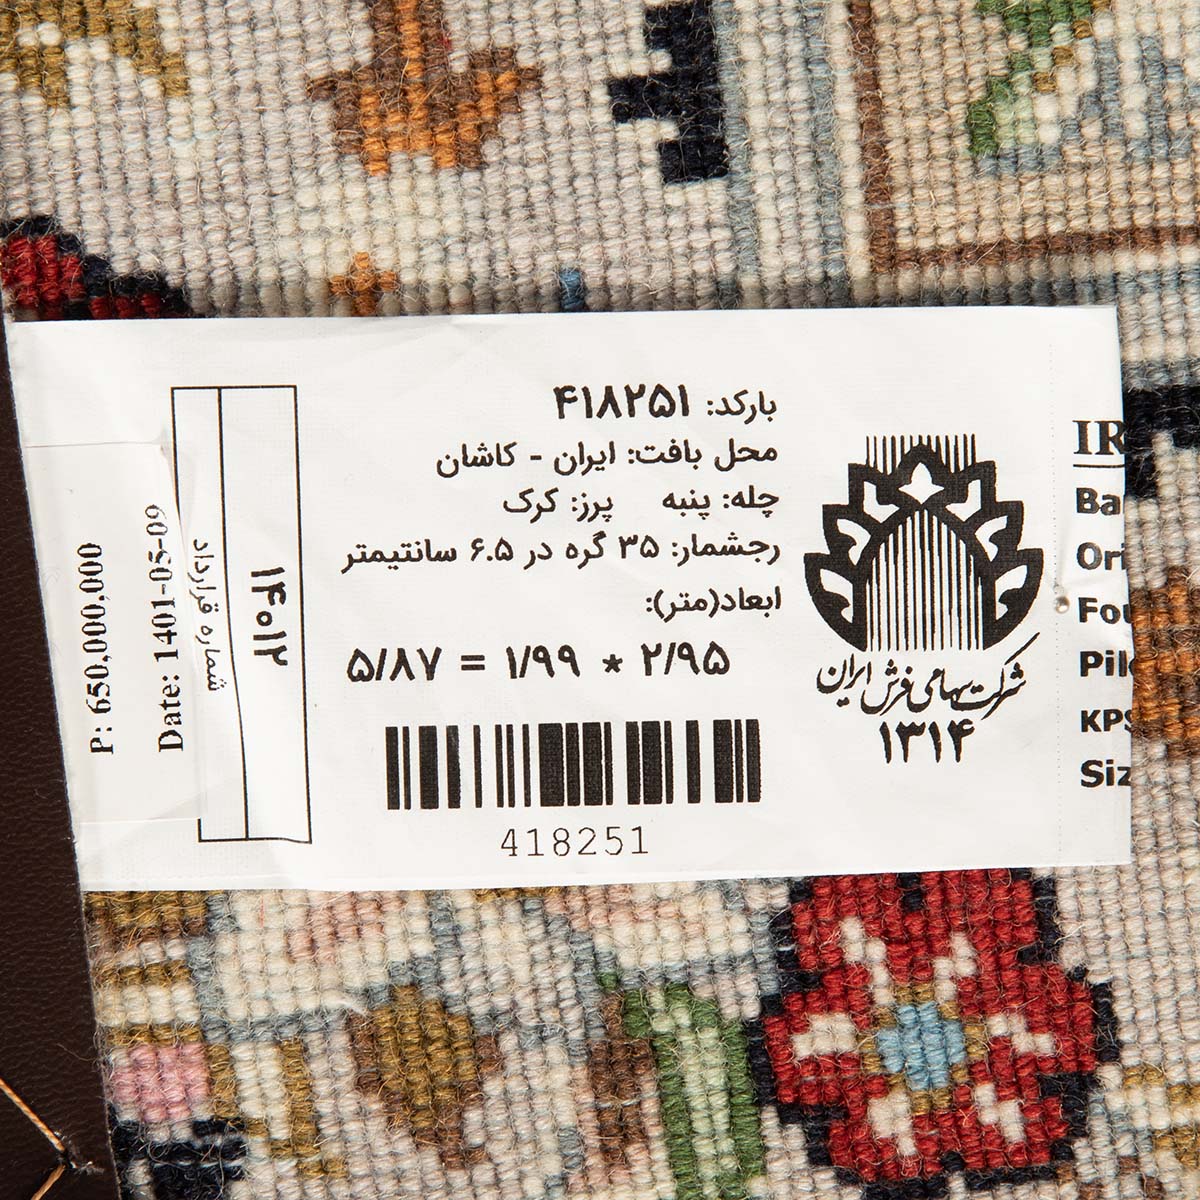 بارکد: ۴۱۸۲۵۱
محل بافت: ایران - کاشان
چله: پنبه پرز: کرک
رجشمار: ۳۵ گره در ۶.۵ سانتیمتر
ابعاد(متر):
۲/۹۵ * ۱/۹۹ = ۵/۸۷
418251
شرکت سهامی فرش ایران
۱۳۱۴
شماره قرارداد
۱۴۰۱۲
P: 650,000,000
Date: 1401-05-09
IR
Ba
Ori
Fou
Pile
KPS
Siz